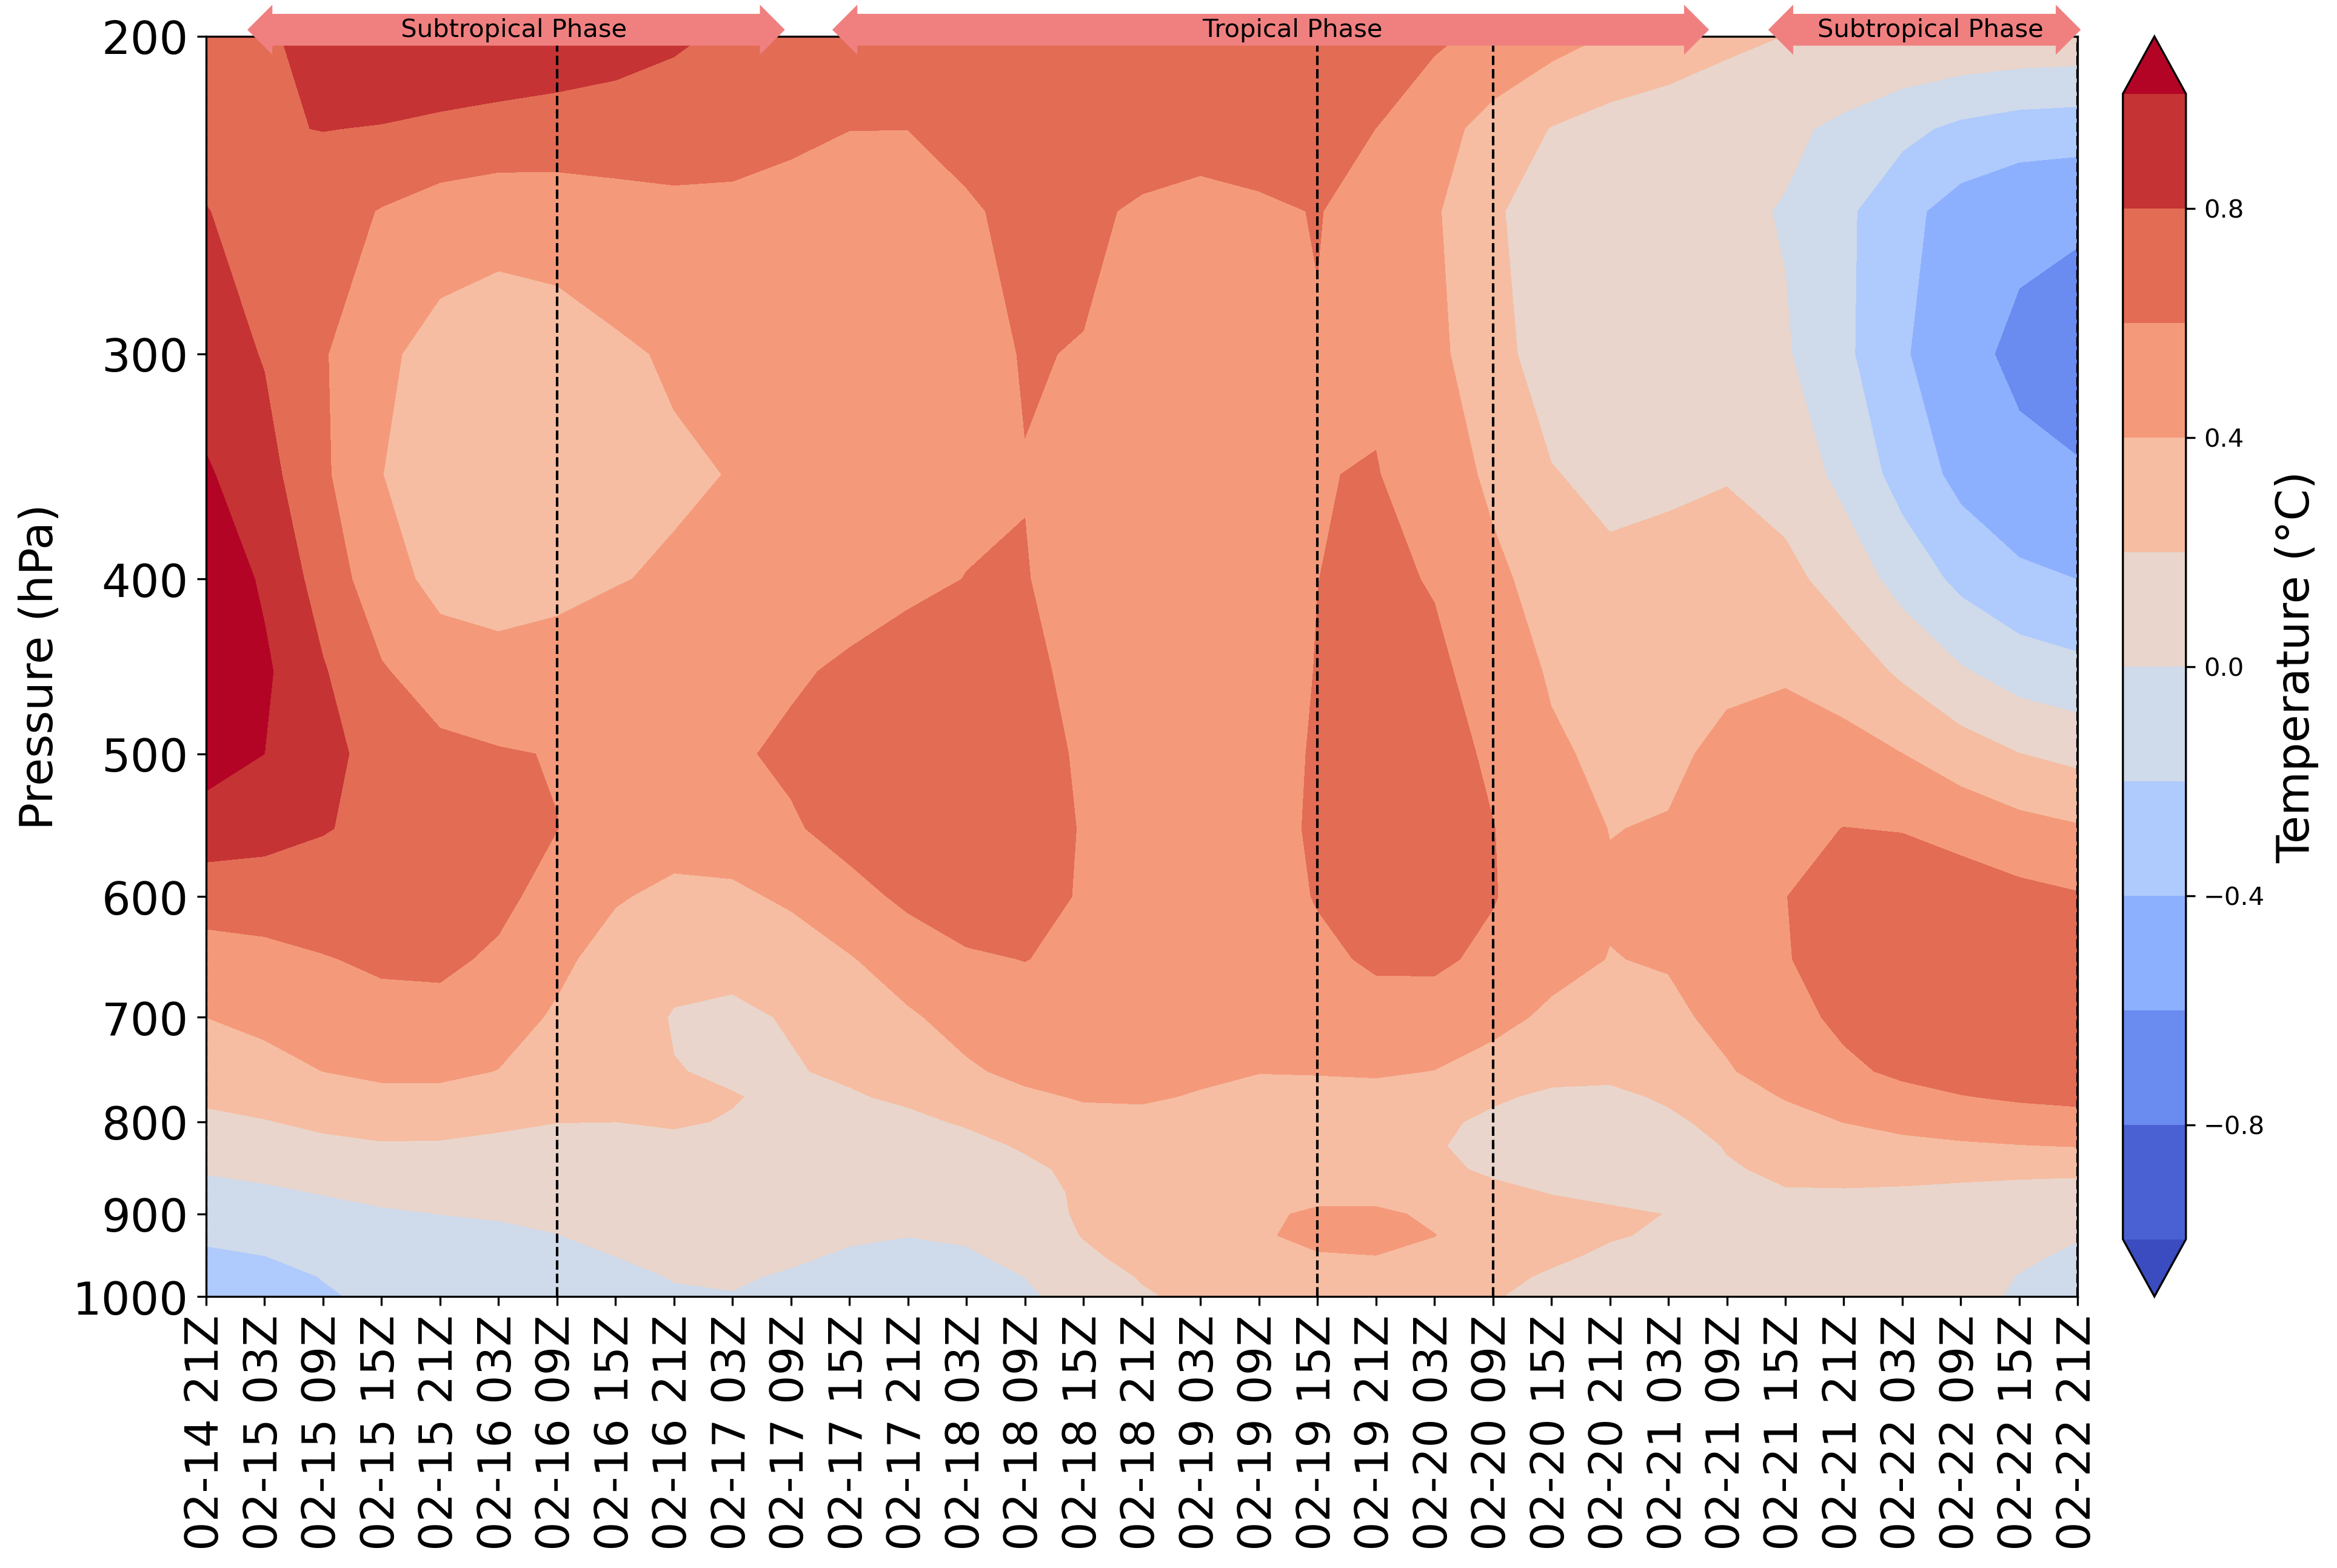 Subtropical Phase
Tropical Phase
Subtropical Phase
200
300
400
500
600
700
800
900
1000
Pressure (hPa)
02-14 21Z
02-15 03Z
02-15 09Z
02-15 15Z
02-15 21Z
02-16 03Z
02-16 09Z
02-16 15Z
02-16 21Z
02-17 03Z
02-17 09Z
02-17 15Z
02-17 21Z
02-18 03Z
02-18 09Z
02-18 15Z
02-18 21Z
02-19 03Z
02-19 09Z
02-19 15Z
02-19 21Z
02-20 03Z
02-20 09Z
02-20 15Z
02-20 21Z
02-21 03Z
02-21 09Z
02-21 15Z
02-21 21Z
02-22 03Z
02-22 09Z
02-22 15Z
02-22 21Z
0.8
0.4
0.0
−0.4
−0.8
Temperature (°C)